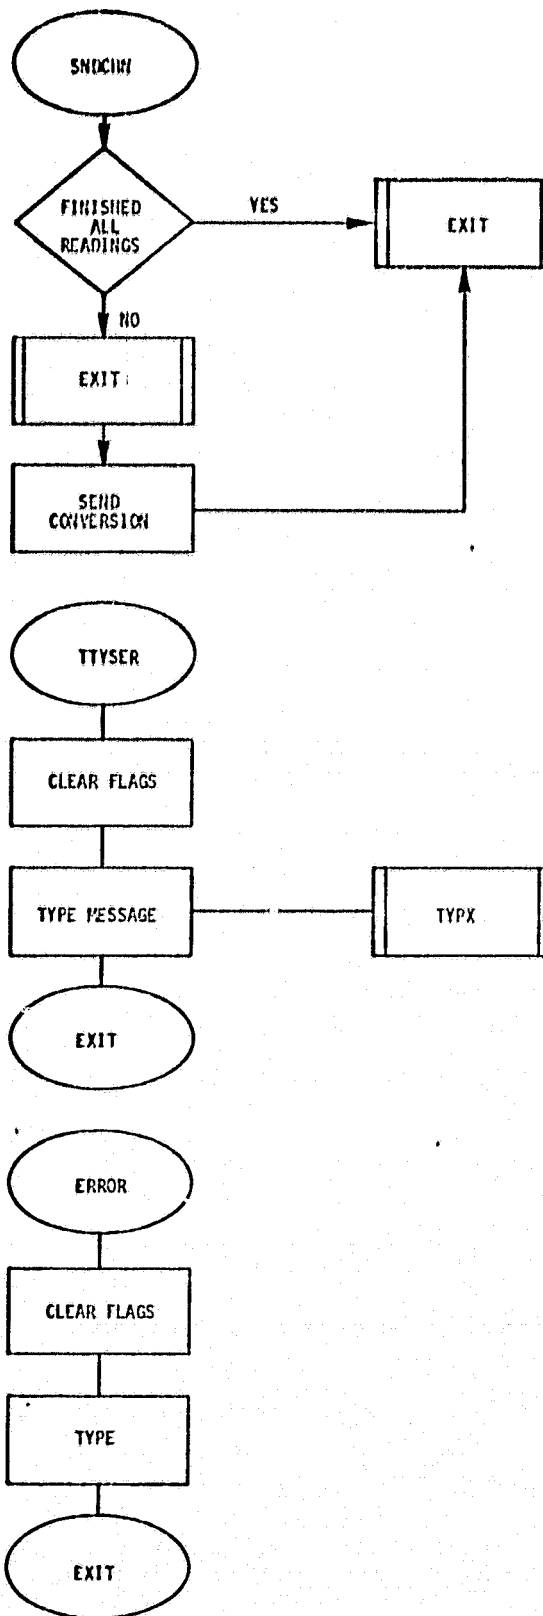 FINISHED
ALL
READINGS
YES
EXIT
NO
EXIT
SEND
CONVERSION
TTYSER
CLEAR FLAGS
TYPE MESSAGE
TYPX
EXIT
ERROR
CLEAR FLAGS
TYPE
EXIT